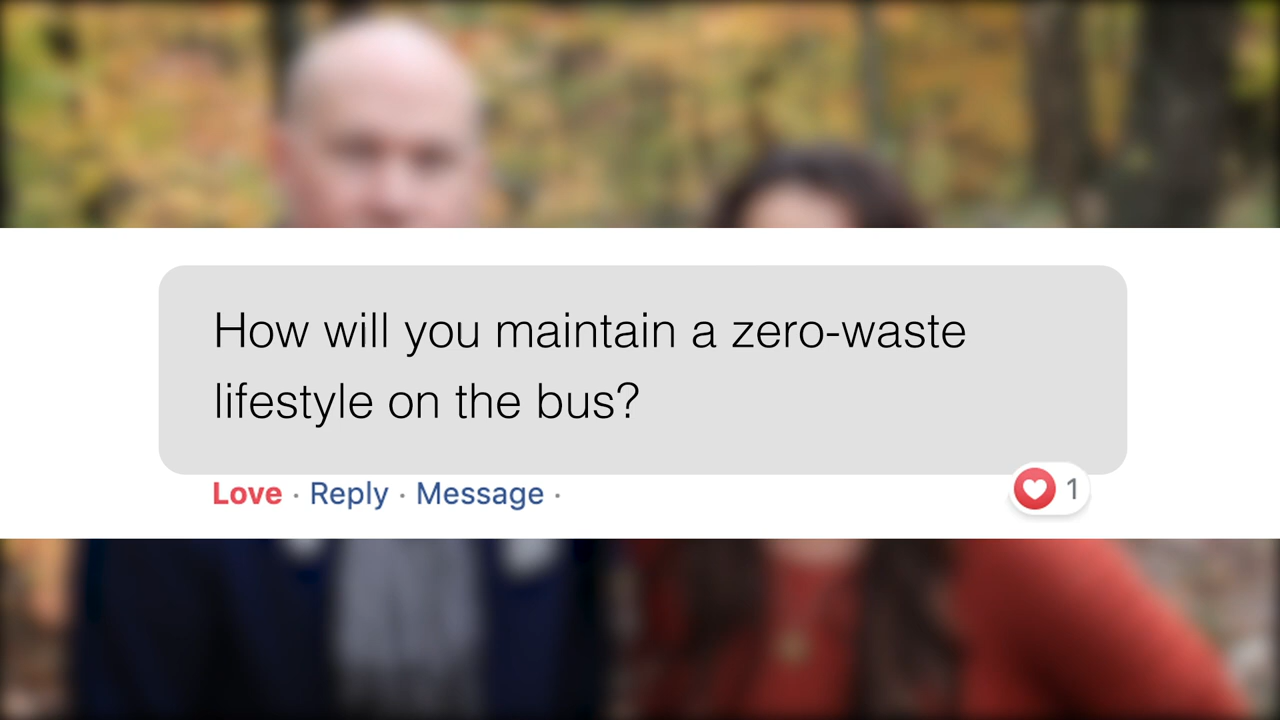 How will you maintain a zero-waste
lifestyle on the bus?
Love · Reply · Message ·
1